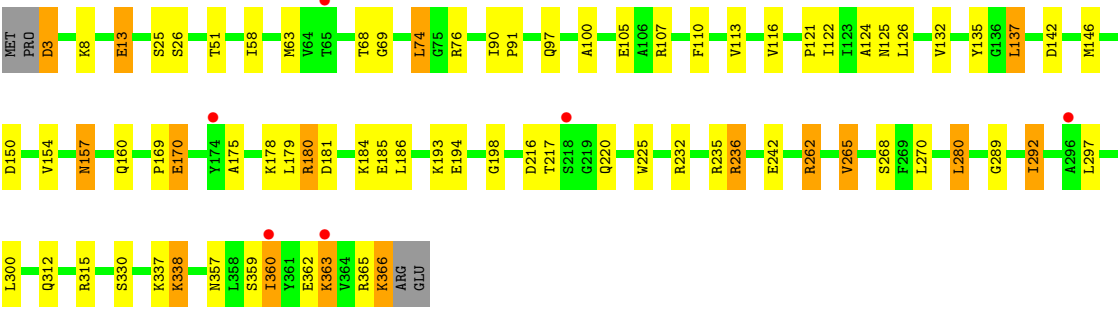 MET PRO D3 K8 E13 S25 S26 T51 I58 M63 V64 T65 T68 G69 L74 G75 R76 I90 P91 Q97 A100 E105 A106 R107 F110 V113 V116 P121 I122 I123 A124 N125 L126 V132 Y135 G136 L137 D142 M146
D150 V154 N157 Q160 P169 E170 Y174 A175 K178 L179 R180 D181 K184 E185 L186 K193 E194 G198 D216 T217 S218 G219 Q220 W225 R232 R235 R236 E242 R262 V265 S268 F269 L270 L280 G289 I292 A296 L297
L300 Q312 R315 S330 K337 K338 N357 L358 S359 I360 Y361 E362 K363 V364 R365 K366 ARG GLU